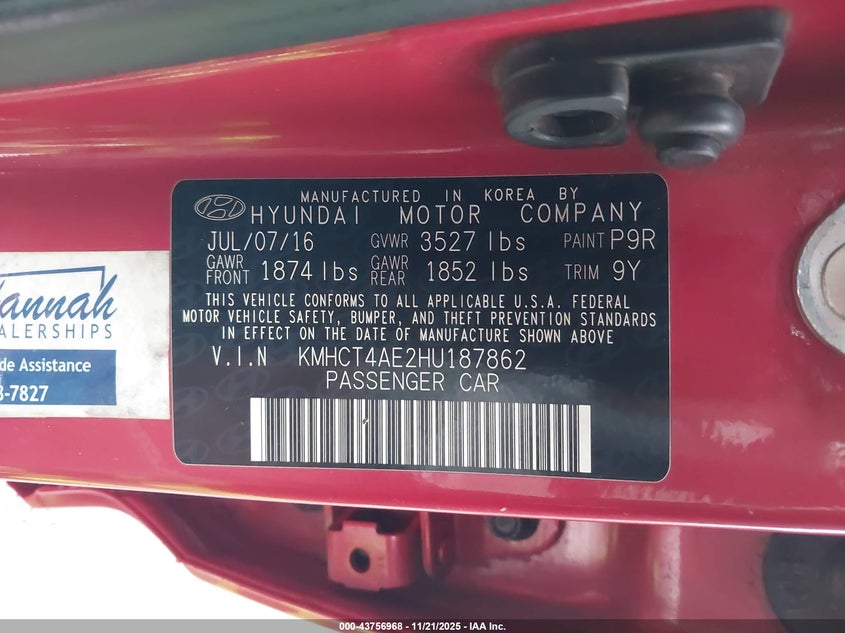 MANUFACTURED IN KOREA BY
HYUNDAI MOTOR COMPANY
JUL/07/16 GVWR 3527 lbs PAINT P9R
GAWR FRONT 1874 lbs GAWR REAR 1852 lbs TRIM 9Y
THIS VEHICLE CONFORMS TO ALL APPLICABLE U.S.A. FEDERAL
MOTOR VEHICLE SAFETY, BUMPER, AND THEFT PREVENTION STANDARDS
IN EFFECT ON THE DATE OF MANUFACTURE SHOWN ABOVE
V.I.N KMHCT4AE2HU187862
PASSENGER CAR
annah
ALERSHIPS
de Assistance
-7827
000-43756968 - 11/21/2025 - IAA Inc.